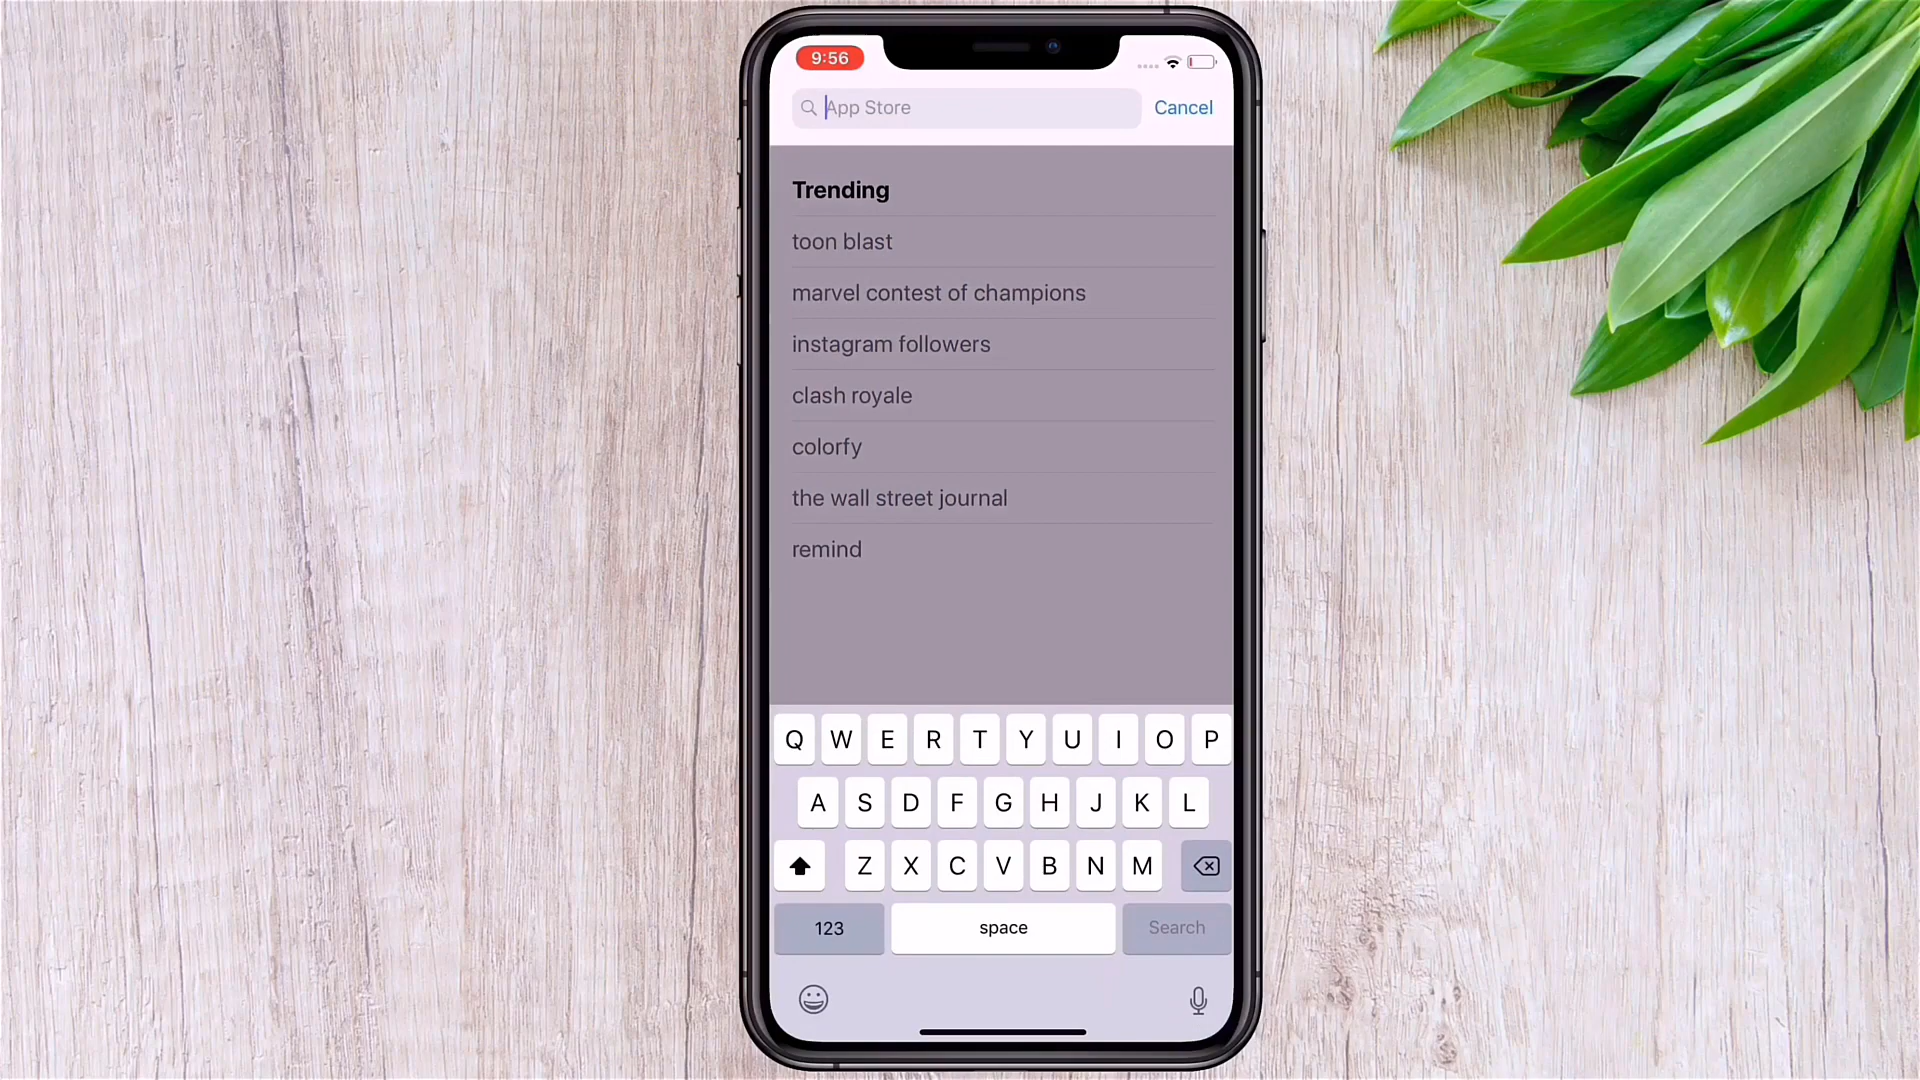 9:56
App Store
Cancel
Trending
toon blast
marvel contest of champions
instagram followers
clash royale
colorfy
the wall street journal
remind
Q W E R T Y U I O P
A S D F G H J K L
Z X C V B N M
123 space Search